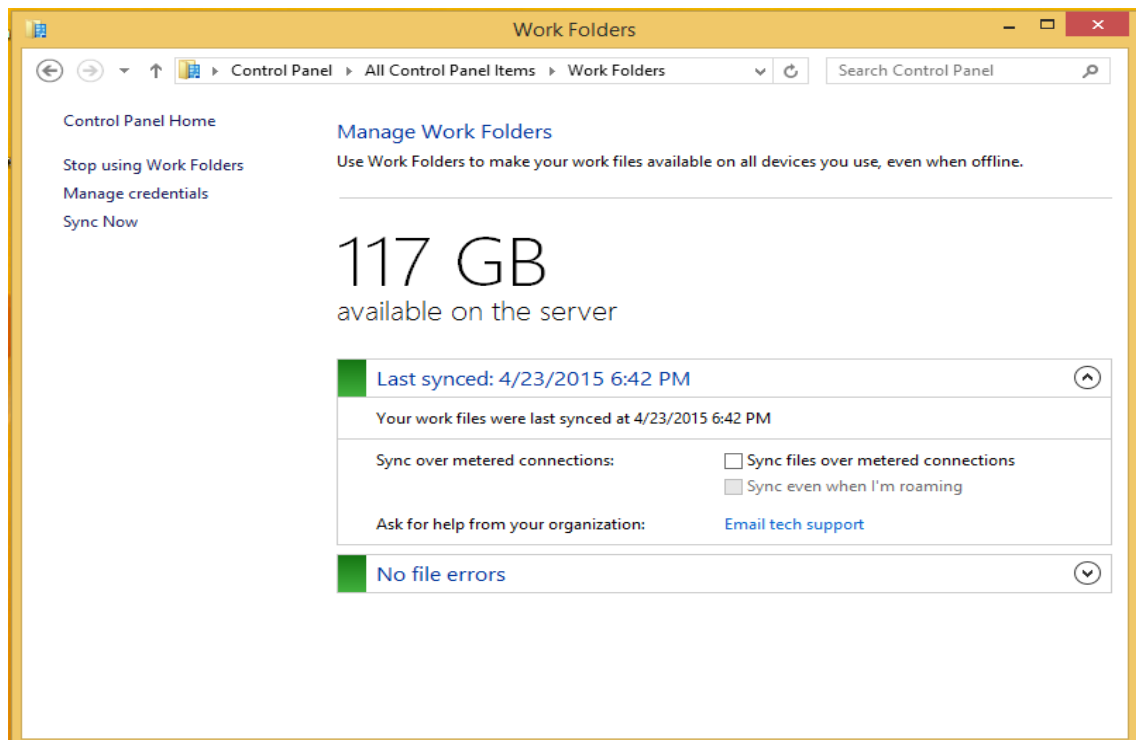 Work Folders
Control Panel ▸ All Control Panel Items ▸ Work Folders
Search Control Panel
Control Panel Home
Stop using Work Folders
Manage credentials
Sync Now
Manage Work Folders
Use Work Folders to make your work files available on all devices you use, even when offline.
117 GB
available on the server
Last synced: 4/23/2015 6:42 PM
Your work files were last synced at 4/23/2015 6:42 PM
Sync over metered connections: Sync files over metered connections
Sync even when I'm roaming
Ask for help from your organization: Email tech support
No file errors